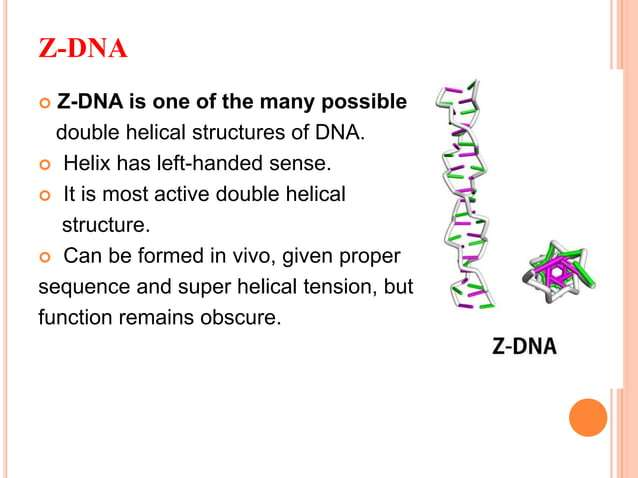 Z-DNA
Z-DNA is one of the many possible
double helical structures of DNA.
Helix has left-handed sense.
It is most active double helical
structure.
Can be formed in vivo, given proper
sequence and super helical tension, but
function remains obscure.
Z-DNA